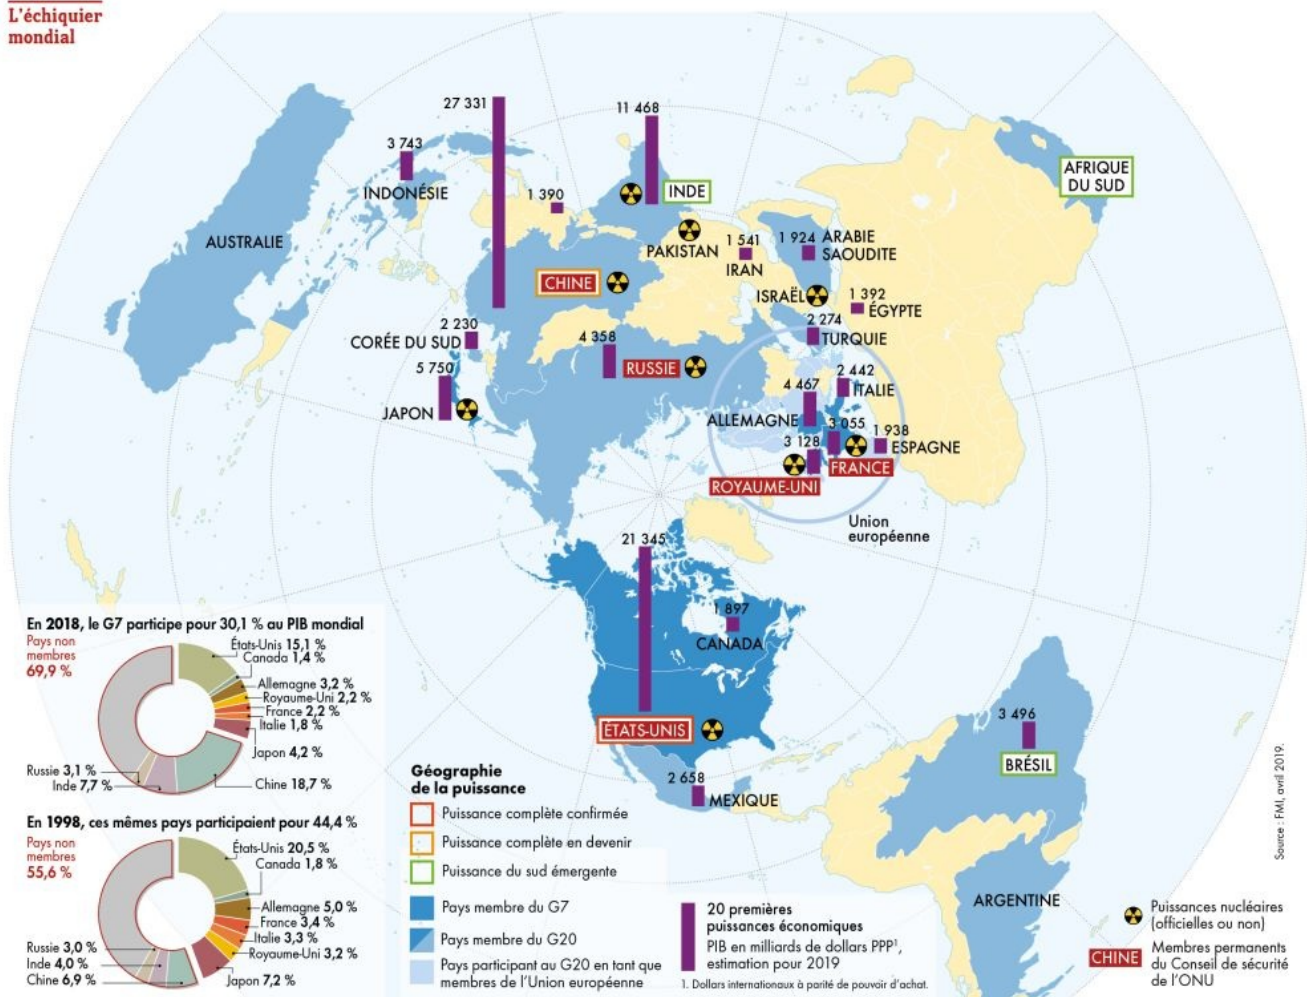 L'échiquier
mondial
27 331
11 468
3 743
INDONÉSIE
1 390
INDE
AFRIQUE
DU SUD
AUSTRALIE
PAKISTAN
1 541
IRAN
1 924
ARABIE
SAOUDITE
CHINE
ISRAËL
1 392
ÉGYPTE
2 230
CORÉE DU SUD
4 358
RUSSIE
2 274
TURQUIE
5 750
JAPON
2 442
ITALIE
4 467
ALLEMAGNE
3 055
FRANCE
1 938
ESPAGNE
3 128
ROYAUME-UNI
Union
européenne
21 345
1 897
CANADA
ÉTATS-UNIS
2 658
MEXIQUE
3 496
BRÉSIL
ARGENTINE
En 2018, le G7 participe pour 30,1 % au PIB mondial
Pays non
membres
69,9 %
États-Unis 15,1 %
Canada 1,4 %
Allemagne 3,2 %
Royaume-Uni 2,2 %
France 2,2 %
Italie 1,8 %
Japon 4,2 %
Chine 18,7 %
Russie 3,1 %
Inde 7,7 %
En 1998, ces mêmes pays participaient pour 44,4 %
Pays non
membres
55,6 %
États-Unis 20,5 %
Canada 1,8 %
Allemagne 5,0 %
France 3,4 %
Italie 3,3 %
Royaume-Uni 3,2 %
Japon 7,2 %
Russie 3,0 %
Inde 4,0 %
Chine 6,9 %
Géographie
de la puissance
Puissance complète confirmée
Puissance complète en devenir
Puissance du sud émergente
Pays membre du G7
Pays membre du G20
Pays participant au G20 en tant que
membres de l'Union européenne
20 premières
puissances économiques
PIB en milliards de dollars PPP¹,
estimation pour 2019
1. Dollars internationaux à parité de pouvoir d'achat.
Puissances nucléaires
(officielles ou non)
CHINE
Membres permanents
du Conseil de sécurité
de l'ONU
Source : FMI, avril 2019.